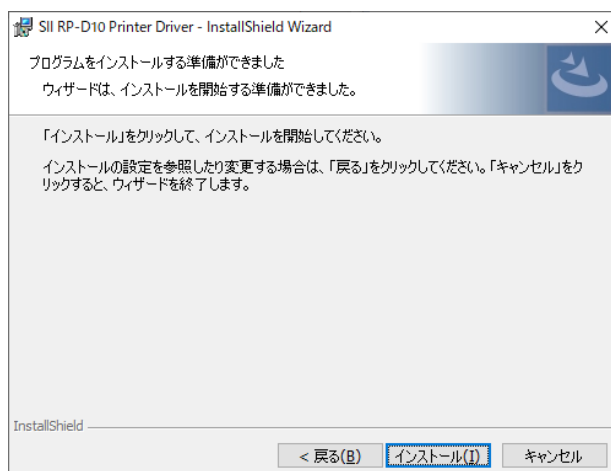 SII RP-D10 Printer Driver - InstallShield Wizard
プログラムをインストールする準備ができました
ウィザードは、インストールを開始する準備ができました。
「インストール」をクリックして、インストールを開始してください。
インストールの設定を参照したり変更する場合は、「戻る」をクリックしてください。「キャンセル」をク
リックすると、ウィザードを終了します。
InstallShield
< 戻る(B) インストール(I) キャンセル